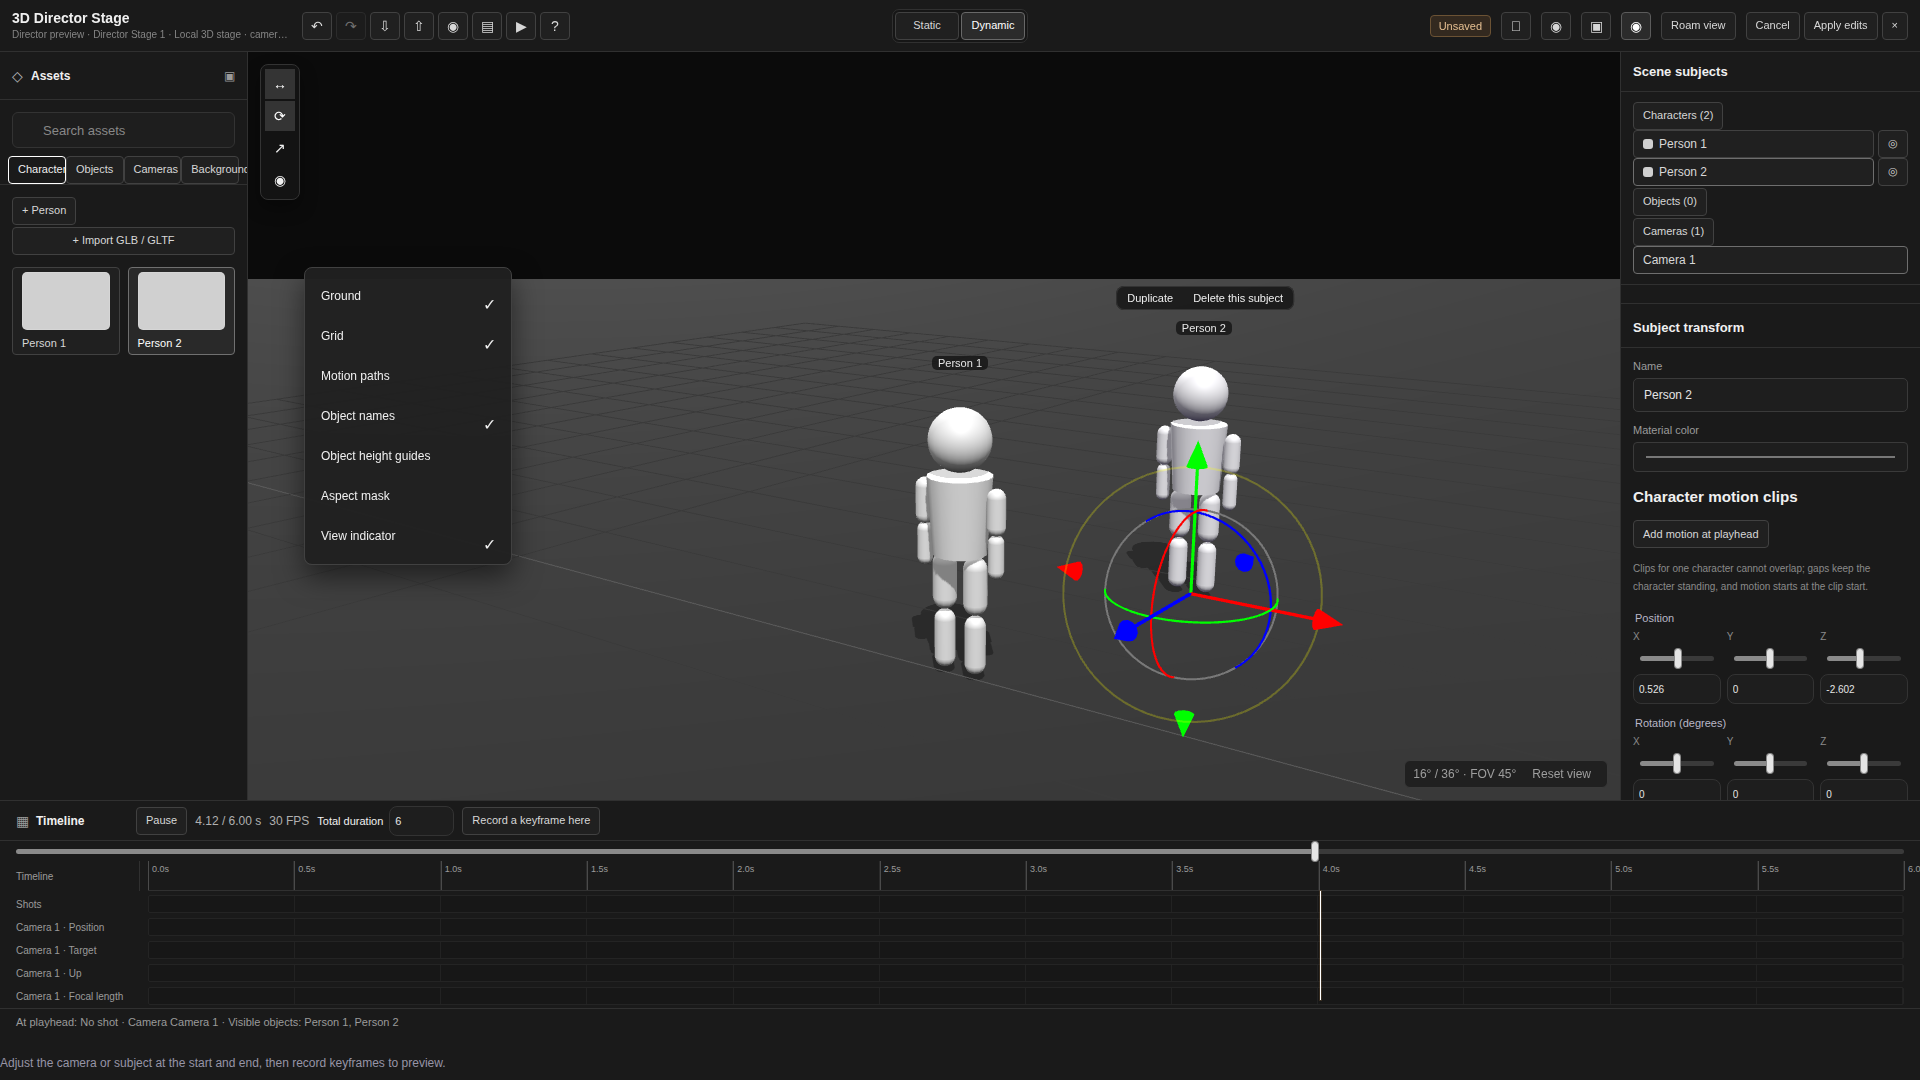 3D Director Stage
Director preview · Director Stage 1 · Local 3D stage · camer…
Static
Dynamic
Unsaved
Roam view
Cancel
Apply edits
×
Assets
Search assets
Character
Objects
Cameras
Background
+ Person
+ Import GLB / GLTF
Person 1
Person 2
Ground ✓
Grid ✓
Motion paths
Object names ✓
Object height guides
Aspect mask
View indicator ✓
Duplicate
Delete this subject
Person 2
Person 1
16° / 36° · FOV 45°
Reset view
Scene subjects
Characters (2)
Person 1
Person 2
Objects (0)
Cameras (1)
Camera 1
Subject transform
Name
Person 2
Material color
Character motion clips
Add motion at playhead
Clips for one character cannot overlap; gaps keep the
character standing, and motion starts at the clip start.
Position
X Y Z
0.526 0 -2.602
Rotation (degrees)
X Y Z
0 0 0
Timeline
Pause
4.12 / 6.00 s
30 FPS
Total duration
6
Record a keyframe here
Timeline
0.0s 0.5s 1.0s 1.5s 2.0s 2.5s 3.0s 3.5s 4.0s 4.5s 5.0s 5.5s 6.0
Shots
Camera 1 · Position
Camera 1 · Target
Camera 1 · Up
Camera 1 · Focal length
At playhead: No shot · Camera Camera 1 · Visible objects: Person 1, Person 2
Adjust the camera or subject at the start and end, then record keyframes to preview.